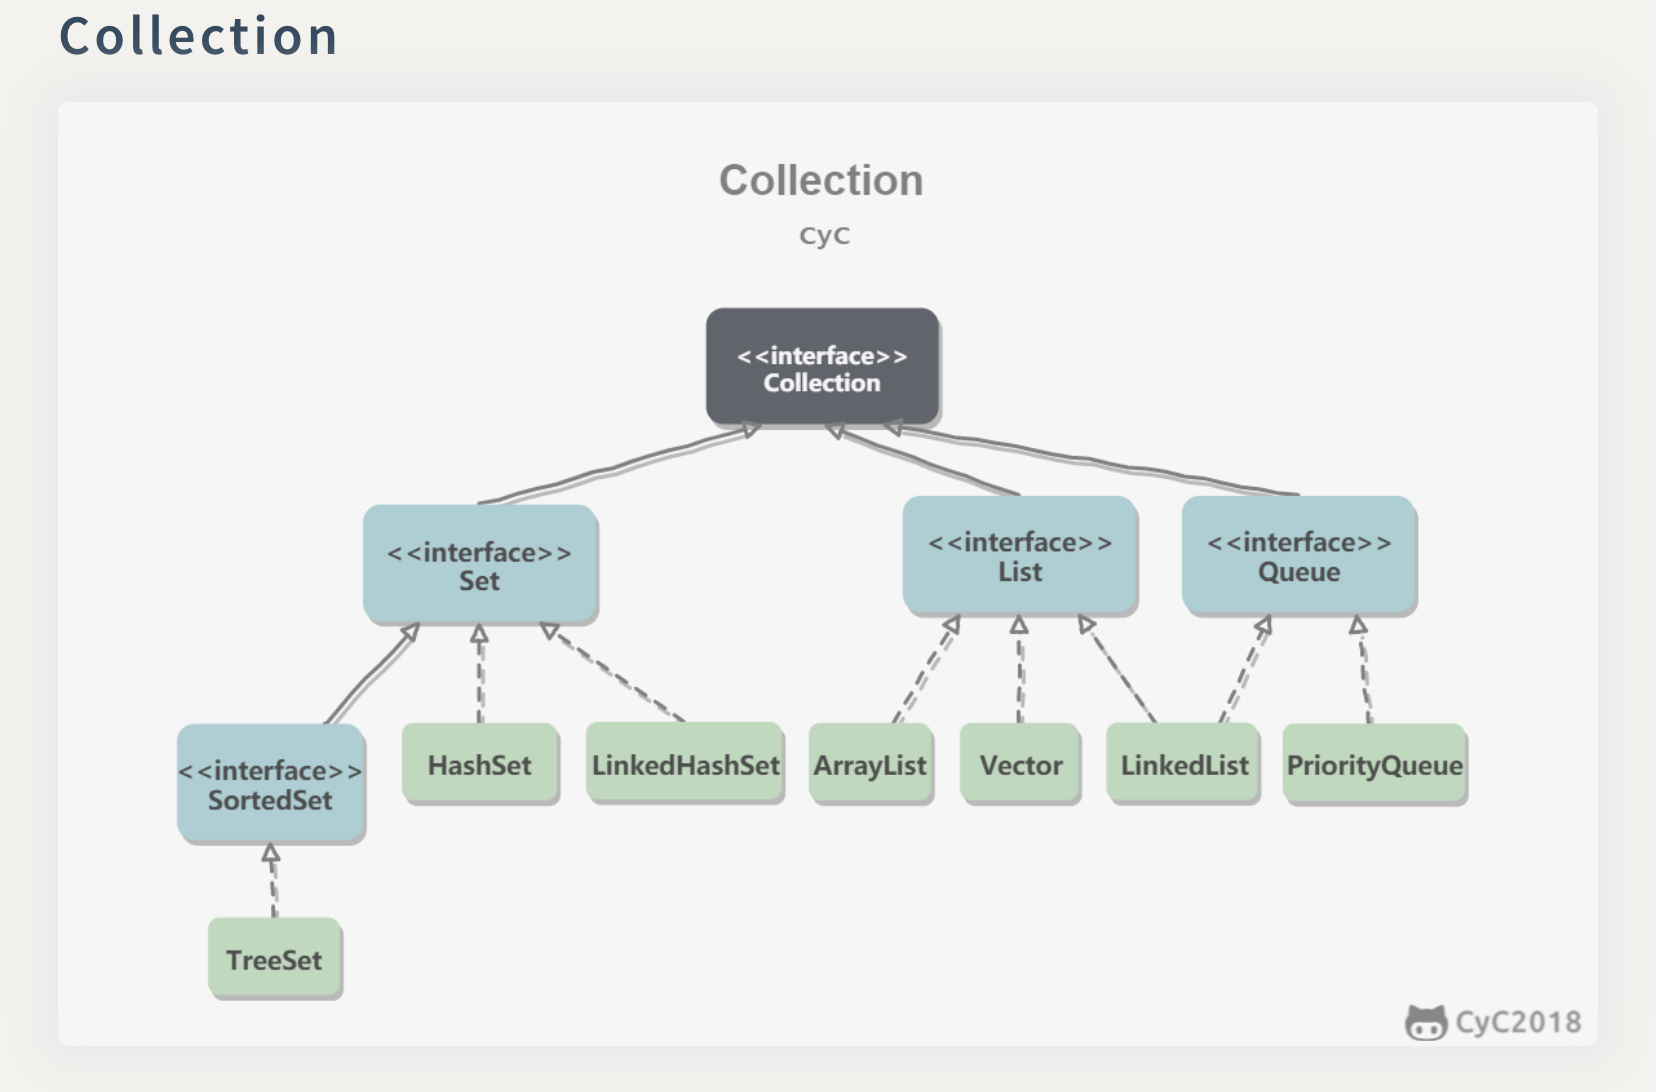 Collection
Collection
CyC
<<interface>>
Collection
<<interface>>
Set
<<interface>>
List
<<interface>>
Queue
<<interface>>
SortedSet
HashSet
LinkedHashSet
ArrayList
Vector
LinkedList
PriorityQueue
TreeSet
CyC2018